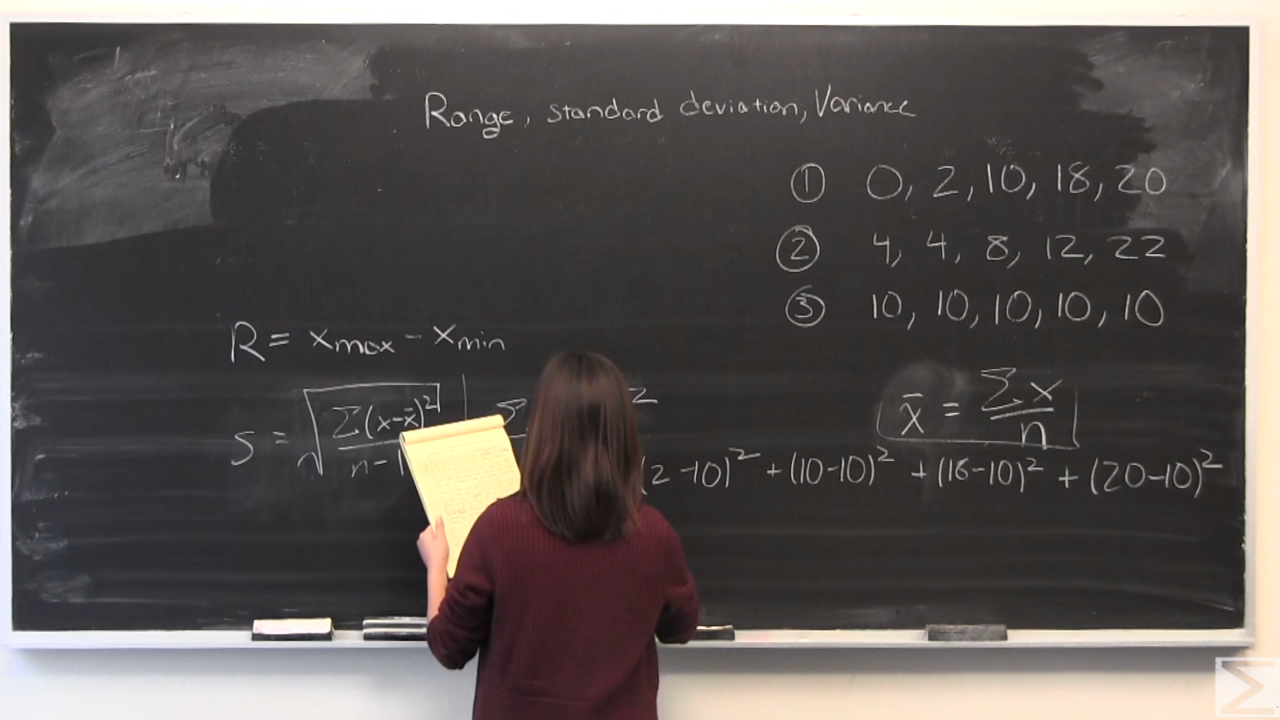 Range, standard deviation, Variance
① 0, 2, 10, 18, 20
② 4, 4, 8, 12, 22
③ 10, 10, 10, 10, 10
R = xmax - xmin
S = √(Σ(x-x̄)²/n-1
Σ ²
x̄ = Σx/n
(2-10)² + (10-10)² + (18-10)² + (20-10)²
Σ